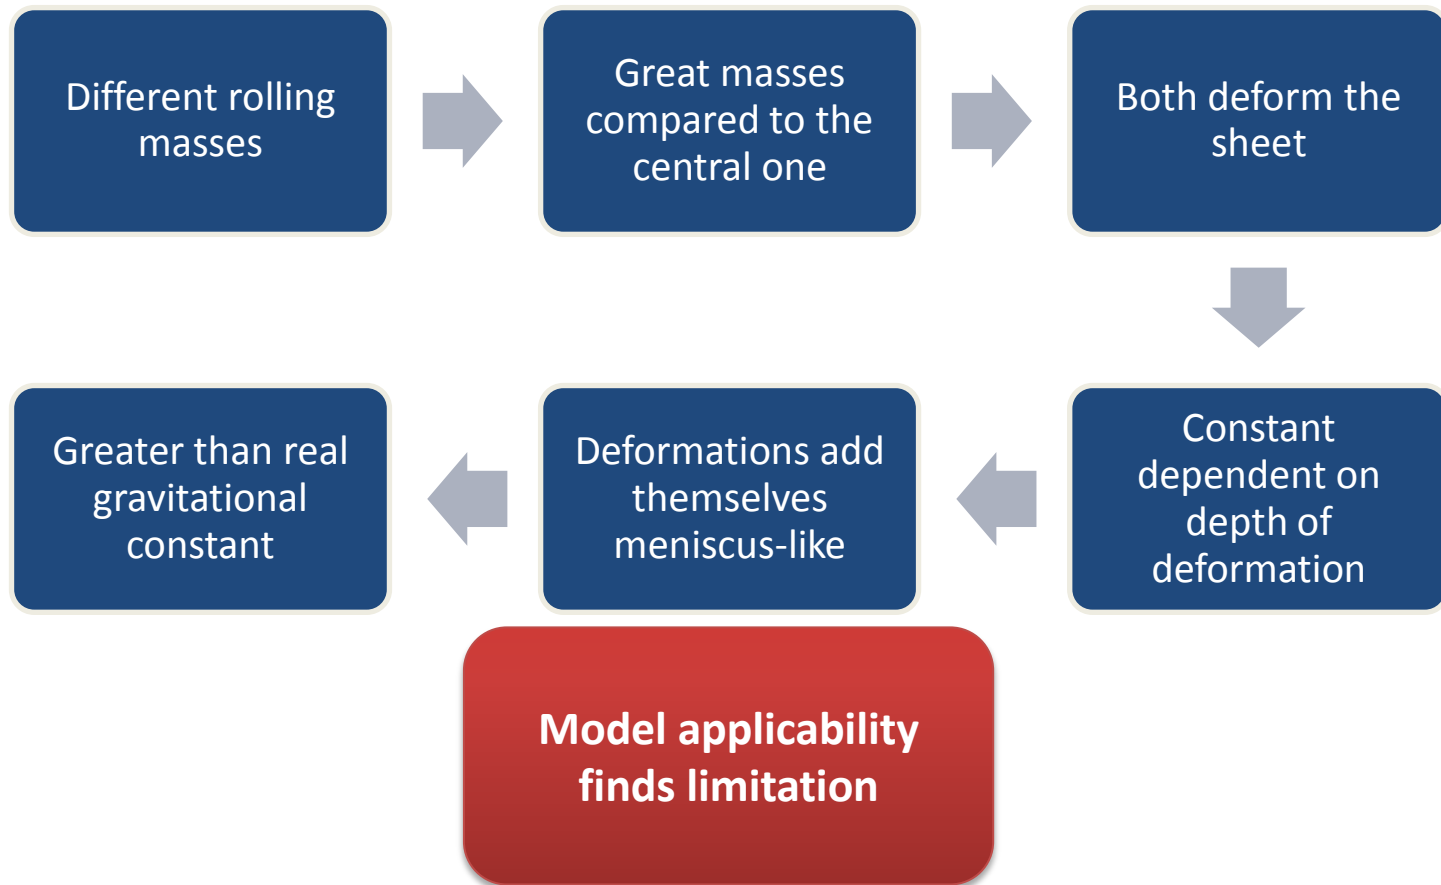 Different rolling
masses
Great masses
compared to the
central one
Both deform the
sheet
Constant
dependent on
depth of
deformation
Deformations add
themselves
meniscus-like
Greater than real
gravitational
constant
Model applicability
finds limitation